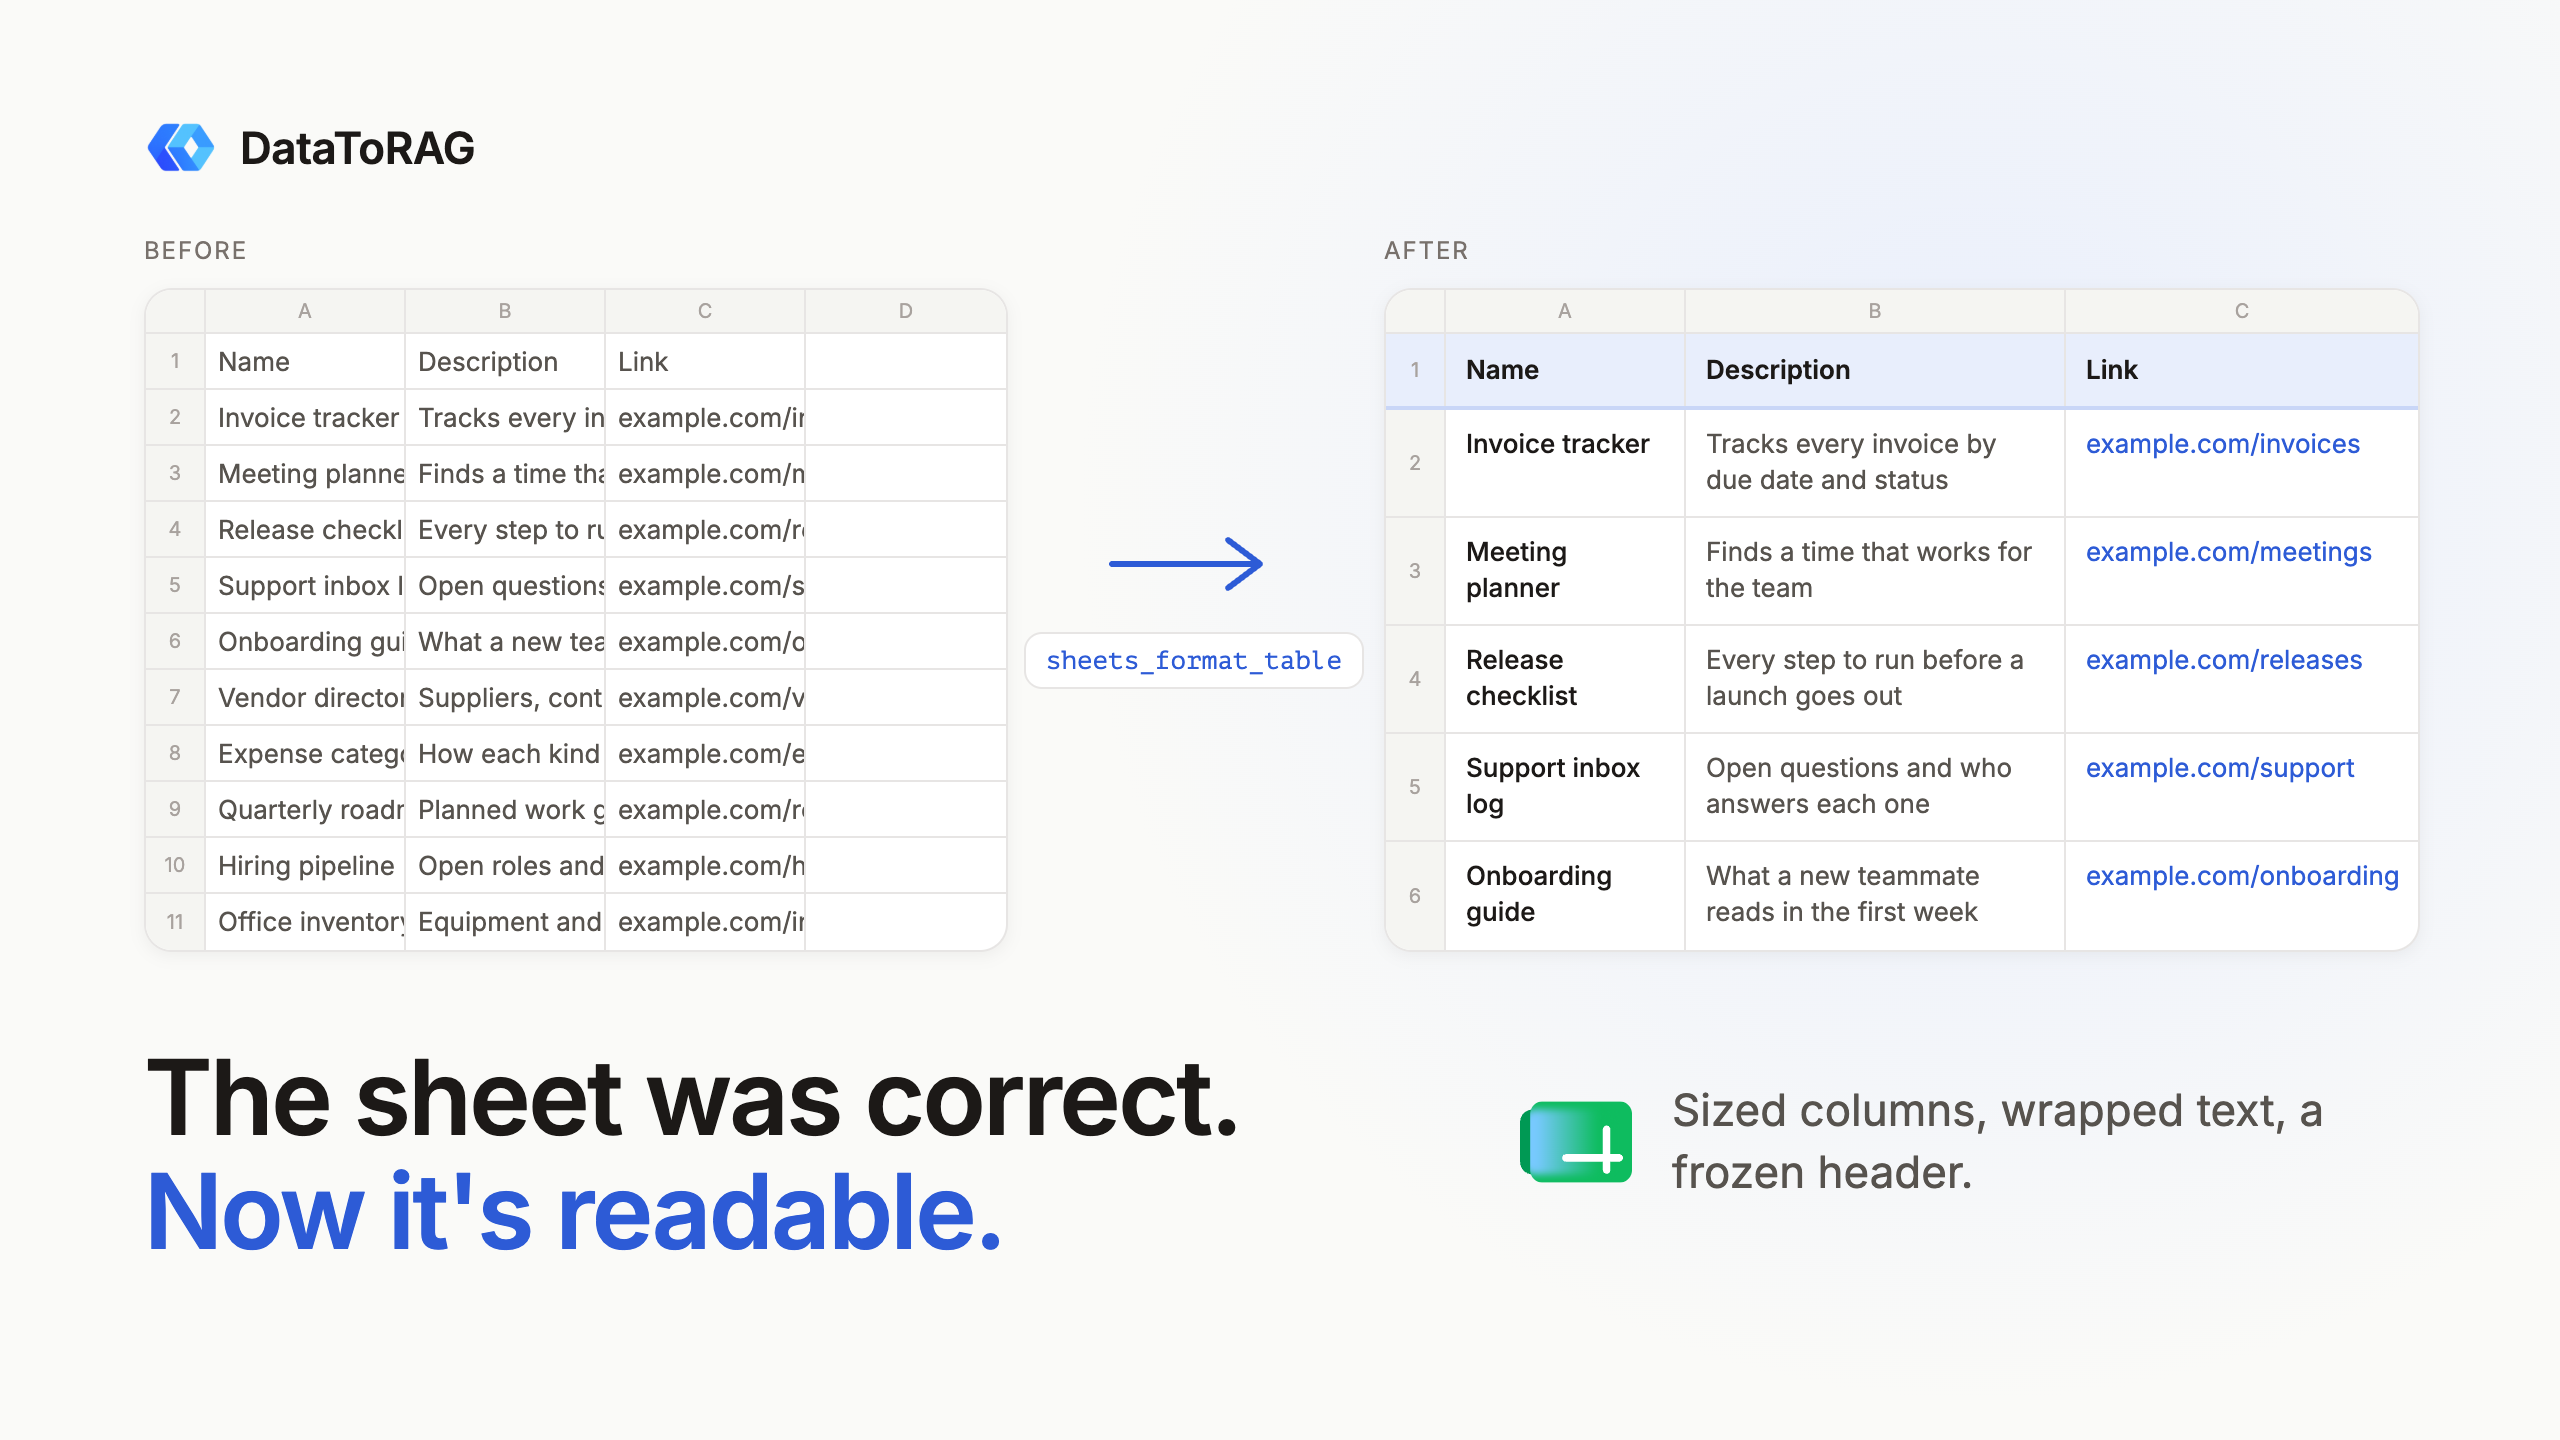 DataToRAG
BEFORE
A B C D
1 Name Description Link
2 Invoice tracker Tracks every in example.com/i
3 Meeting planne Finds a time tha example.com/
4 Release checkl Every step to ru example.com/r
5 Support inbox l Open questions example.com/s
6 Onboarding gui What a new tea example.com/o
7 Vendor director Suppliers, cont example.com/v
8 Expense catego How each kind example.com/e
9 Quarterly road Planned work g example.com/r
10 Hiring pipeline Open roles and example.com/h
11 Office inventory Equipment and example.com/i
sheets_format_table
AFTER
A B C
1 Name Description Link
2 Invoice tracker Tracks every invoice by example.com/invoices
due date and status
3 Meeting Finds a time that works for example.com/meetings
planner the team
4 Release Every step to run before a example.com/releases
checklist launch goes out
5 Support inbox Open questions and who example.com/support
log answers each one
6 Onboarding What a new teammate example.com/onboarding
guide reads in the first week
The sheet was correct.
Now it's readable.
Sized columns, wrapped text, a
frozen header.